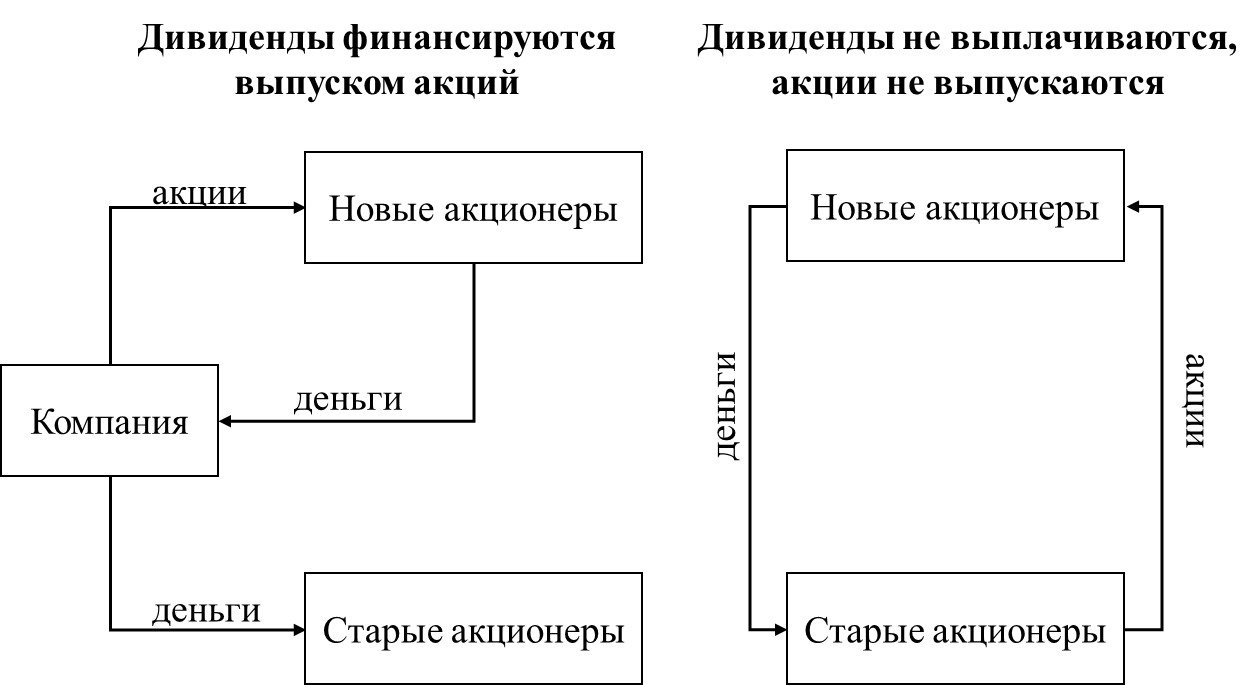 Дивиденды финансируются
выпуском акций
Дивиденды не выплачиваются,
акции не выпускаются
акции
Новые акционеры
деньги
Компания
деньги
Старые акционеры
Новые акционеры
деньги
акции
Старые акционеры